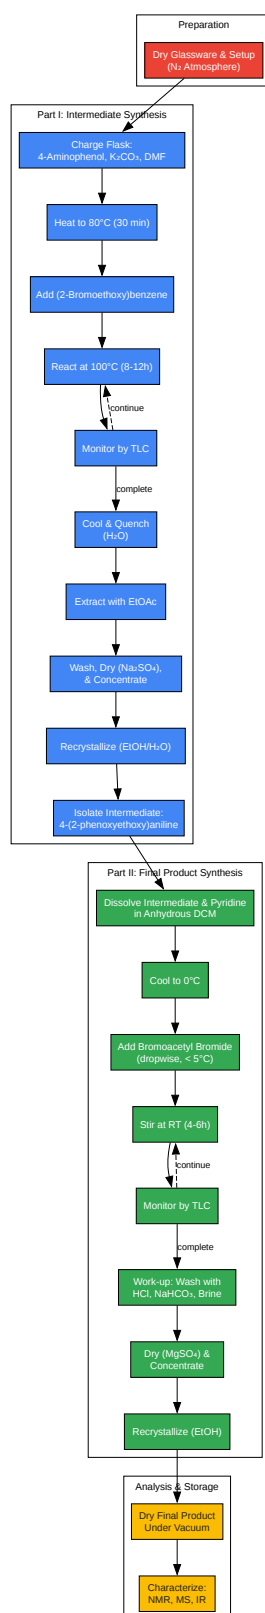 Preparation
Dry Glassware & Setup
(N₂ Atmosphere)
Part I: Intermediate Synthesis
Charge Flask:
4-Aminophenol, K₂CO₃, DMF
Heat to 80°C (30 min)
Add (2-Bromoethoxy)benzene
React at 100°C (8-12h)
continue
Monitor by TLC
complete
Cool & Quench
(H₂O)
Extract with EtOAc
Wash, Dry (Na₂SO₄),
& Concentrate
Recrystallize (EtOH/H₂O)
Isolate Intermediate:
4-(2-phenoxyethoxy)aniline
Part II: Final Product Synthesis
Dissolve Intermediate & Pyridine
in Anhydrous DCM
Cool to 0°C
Add Bromoacetyl Bromide
(dropwise, < 5°C)
Stir at RT (4-6h)
continue
Monitor by TLC
complete
Work-up: Wash with
HCl, NaHCO₃, Brine
Dry (MgSO₄) &
Concentrate
Recrystallize (EtOH)
Analysis & Storage
Dry Final Product
Under Vacuum
Characterize:
NMR, MS, IR